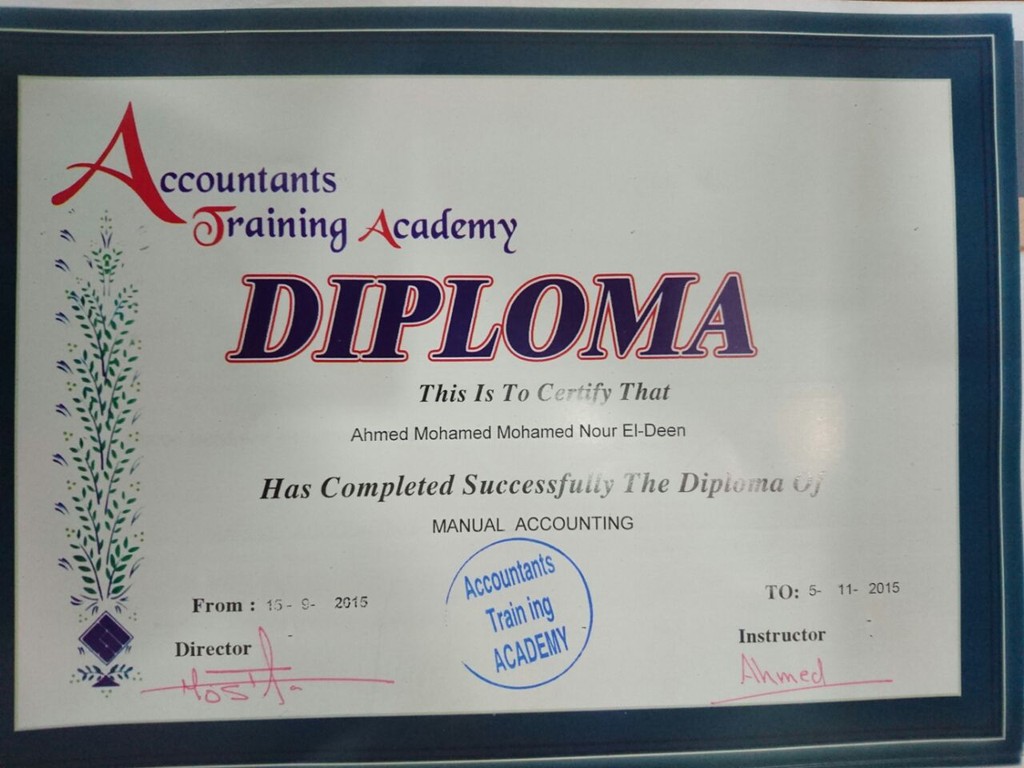 Accountants
Training Academy
DIPLOMA
This Is To Certify That
Ahmed Mohamed Mohamed Nour El-Deen
Has Completed Successfully The Diploma Of
MANUAL ACCOUNTING
Accountants
Train ing
ACADEMY
From : 15 - 9- 2015
TO: 5- 11- 2015
Director
Instructor
Mostfa
Ahmed